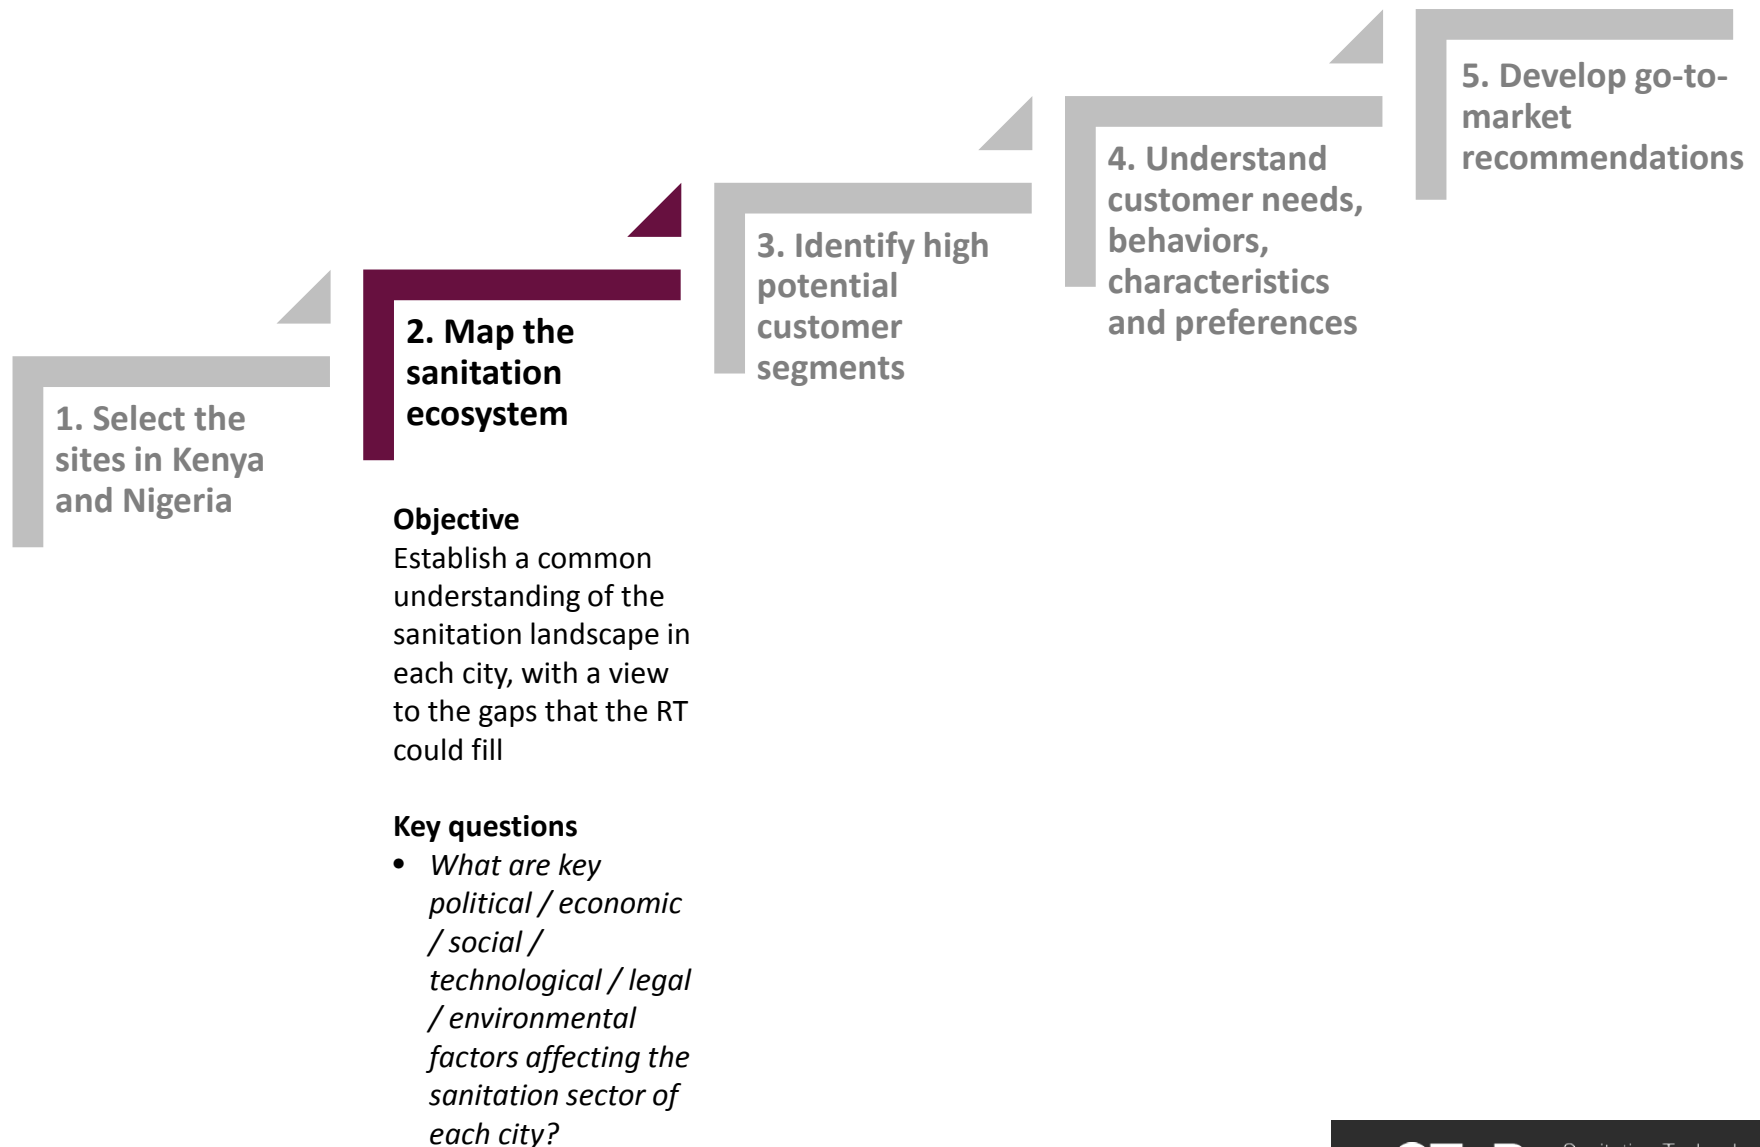 1. Select the
sites in Kenya
and Nigeria
2. Map the
sanitation
ecosystem
3. Identify high
potential
customer
segments
4. Understand
customer needs,
behaviors,
characteristics
and preferences
5. Develop go-to-
market
recommendations
Objective
Establish a common
understanding of the
sanitation landscape in
each city, with a view
to the gaps that the RT
could fill
Key questions
• What are key
political / economic
/ social /
technological / legal
/ environmental
factors affecting the
sanitation sector of
each city?